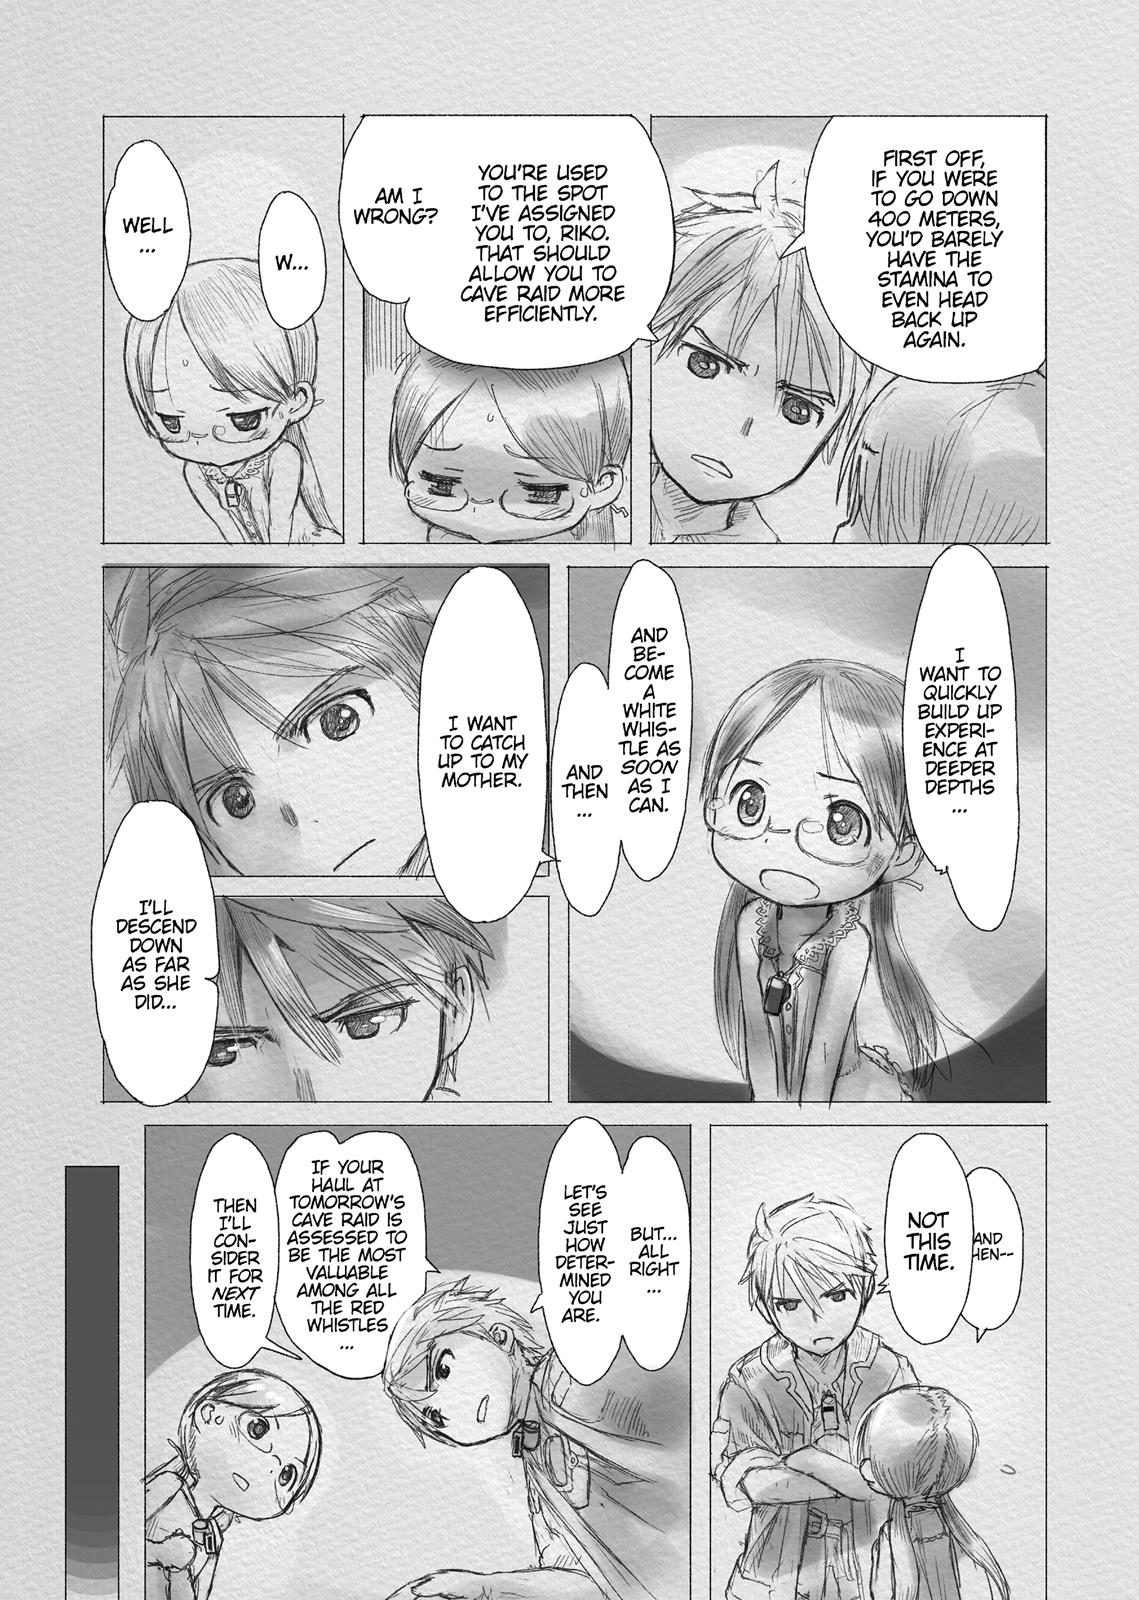 FIRST OFF,
IF YOU WERE
TO GO DOWN
400 METERS,
YOU'D BARELY
HAVE THE
STAMINA TO
EVEN HEAD
BACK UP
AGAIN.
YOU'RE USED
TO THE SPOT
I'VE ASSIGNED
YOU TO, RIKO.
THAT SHOULD
ALLOW YOU TO
CAVE RAID MORE
EFFICIENTLY.
AM I
WRONG?
W...
WELL
...
I
WANT TO
QUICKLY
BUILD UP
EXPERI-
ENCE AT
DEEPER
DEPTHS
...
AND
BE-
COME
A
WHITE
WHIS-
TLE AS
SOON
AS I
CAN.
AND
THEN
...
I WANT
TO CATCH
UP TO MY
MOTHER.
I'LL
DESCEND
DOWN
AS FAR
AS SHE
DID...
AND
HEN--
NOT
THIS
TIME.
BUT...
ALL
RIGHT
...
LET'S
SEE
JUST
HOW
DETER-
MINED
YOU
ARE.
IF YOUR
HAUL AT
TOMORROW'S
CAVE RAID IS
ASSESSED TO
BE THE MOST
VALUABLE
AMONG ALL
THE RED
WHISTLES
...
THEN
I'LL
CON-
SIDER
IT FOR
NEXT
TIME.